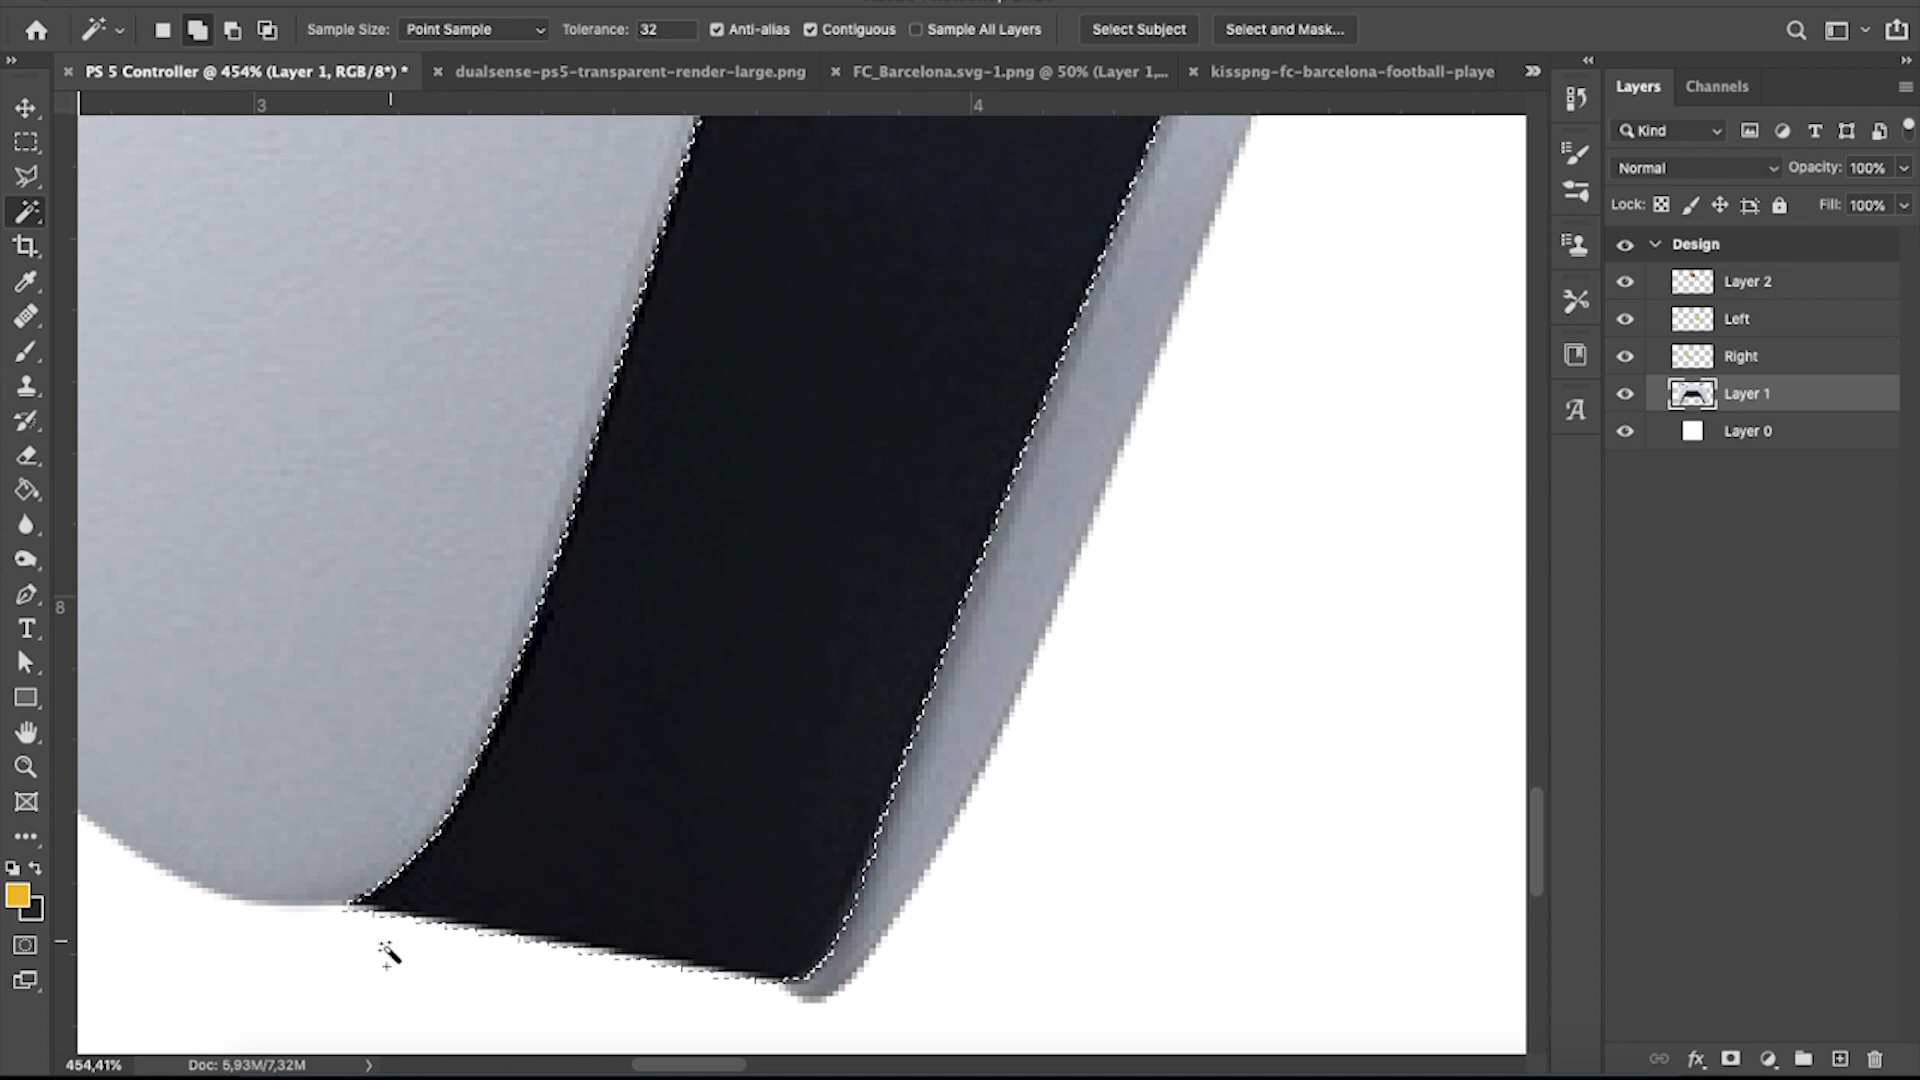 Sample Size: Point Sample Tolerance: 32 Anti-alias Contiguous Sample All Layers Select Subject Select and Mask...
PS 5 Controller @ 454% (Layer 1, RGB/8*) * dualsense-ps5-transparent-render-large.png FC_Barcelona.svg-1.png @ 50% (Layer 1,... kisspng-fc-barcelona-football-playe
3 4
8
Layers Channels
Kind
Normal Opacity: 100%
Lock: Fill: 100%
Design
Layer 2
Left
Right
Layer 1
Layer 0
454,41% Doc: 5,93M/7,32M